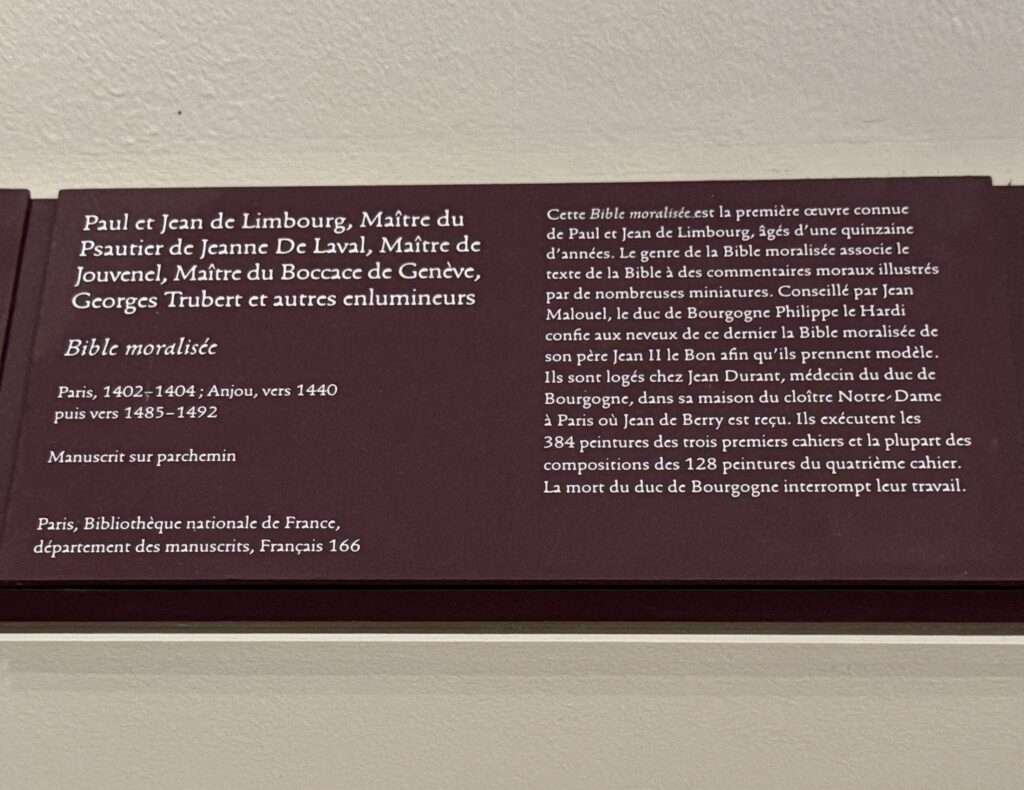 Paul et Jean de Limbourg, Maître du
Psautier de Jeanne De Laval, Maître de
Jouvenel, Maître du Boccace de Genève,
Georges Trubert et autres enlumineurs
Bible moralisée
Paris, 1402–1404 ; Anjou, vers 1440
puis vers 1485–1492
Manuscrit sur parchemin
Paris, Bibliothèque nationale de France,
département des manuscrits, Français 166
Cette Bible moralisée est la première œuvre connue
de Paul et Jean de Limbourg, âgés d’une quinzaine
d’années. Le genre de la Bible moralisée associe le
texte de la Bible à des commentaires moraux illustrés
par de nombreuses miniatures. Conseillé par Jean
Malouel, le duc de Bourgogne Philippe le Hardi
confie aux neveux de ce dernier la Bible moralisée de
son père Jean II le Bon afin qu’ils prennent modèle.
Ils sont logés chez Jean Durant, médecin du duc de
Bourgogne, dans sa maison du cloître Notre-Dame
à Paris où Jean de Berry est reçu. Ils exécutent les
384 peintures des trois premiers cahiers et la plupart des
compositions des 128 peintures du quatrième cahier.
La mort du duc de Bourgogne interrompt leur travail.